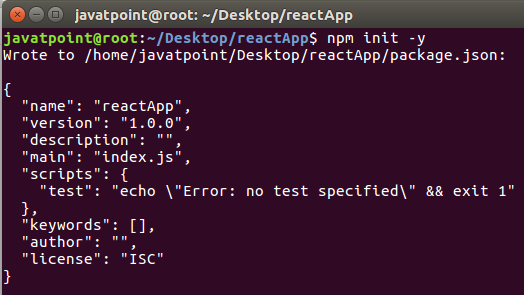 javatpoint@root: ~/Desktop/reactApp
javatpoint@root:~/Desktop/reactApp$ npm init -y
Wrote to /home/javatpoint/Desktop/reactApp/package.json:

{
  "name": "reactApp",
  "version": "1.0.0",
  "description": "",
  "main": "index.js",
  "scripts": {
    "test": "echo \"Error: no test specified\" && exit 1"
  },
  "keywords": [],
  "author": "",
  "license": "ISC"
}